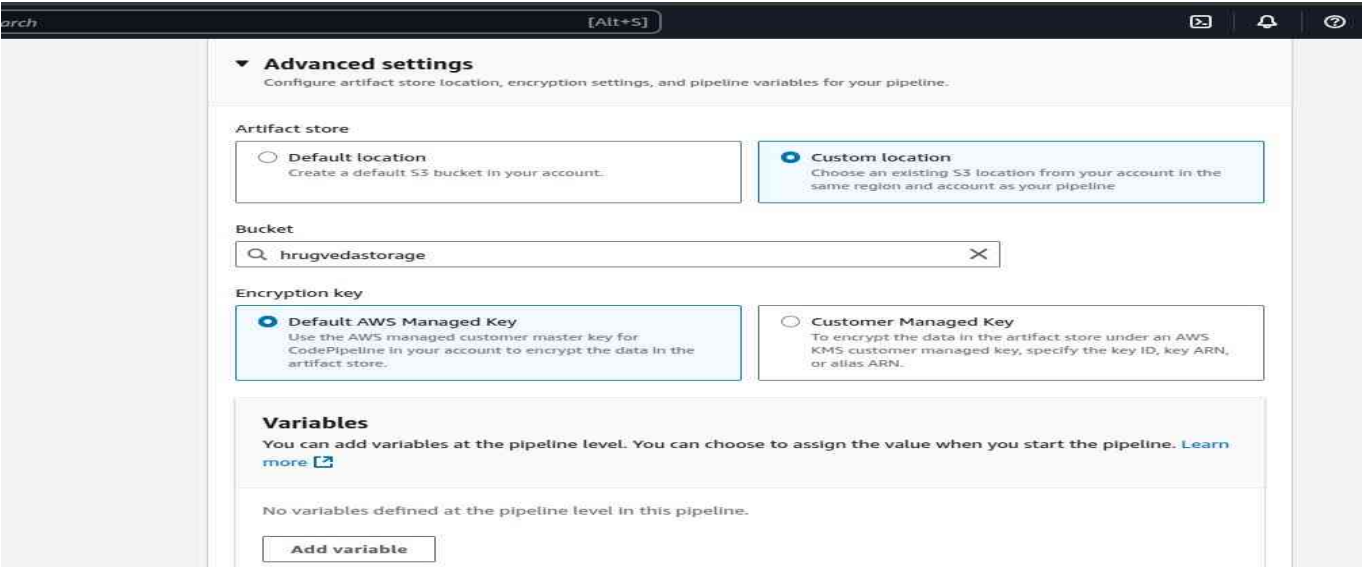 arch [Alt+S]
Advanced settings
Configure artifact store location, encryption settings, and pipeline variables for your pipeline.
Artifact store
Default location
Create a default S3 bucket in your account.
Custom location
Choose an existing S3 location from your account in the
same region and account as your pipeline
Bucket
hrugvedastorage
Encryption key
Default AWS Managed Key
Use the AWS managed customer master key for
CodePipeline in your account to encrypt the data in the
artifact store.
Customer Managed Key
To encrypt the data in the artifact store under an AWS
KMS customer managed key, specify the key ID, key ARN,
or alias ARN.
Variables
You can add variables at the pipeline level. You can choose to assign the value when you start the pipeline. Learn
more
No variables defined at the pipeline level in this pipeline.
Add variable